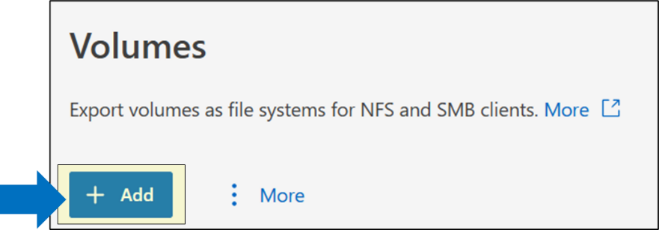 Volumes
Export volumes as file systems for NFS and SMB clients. More
+ Add
More